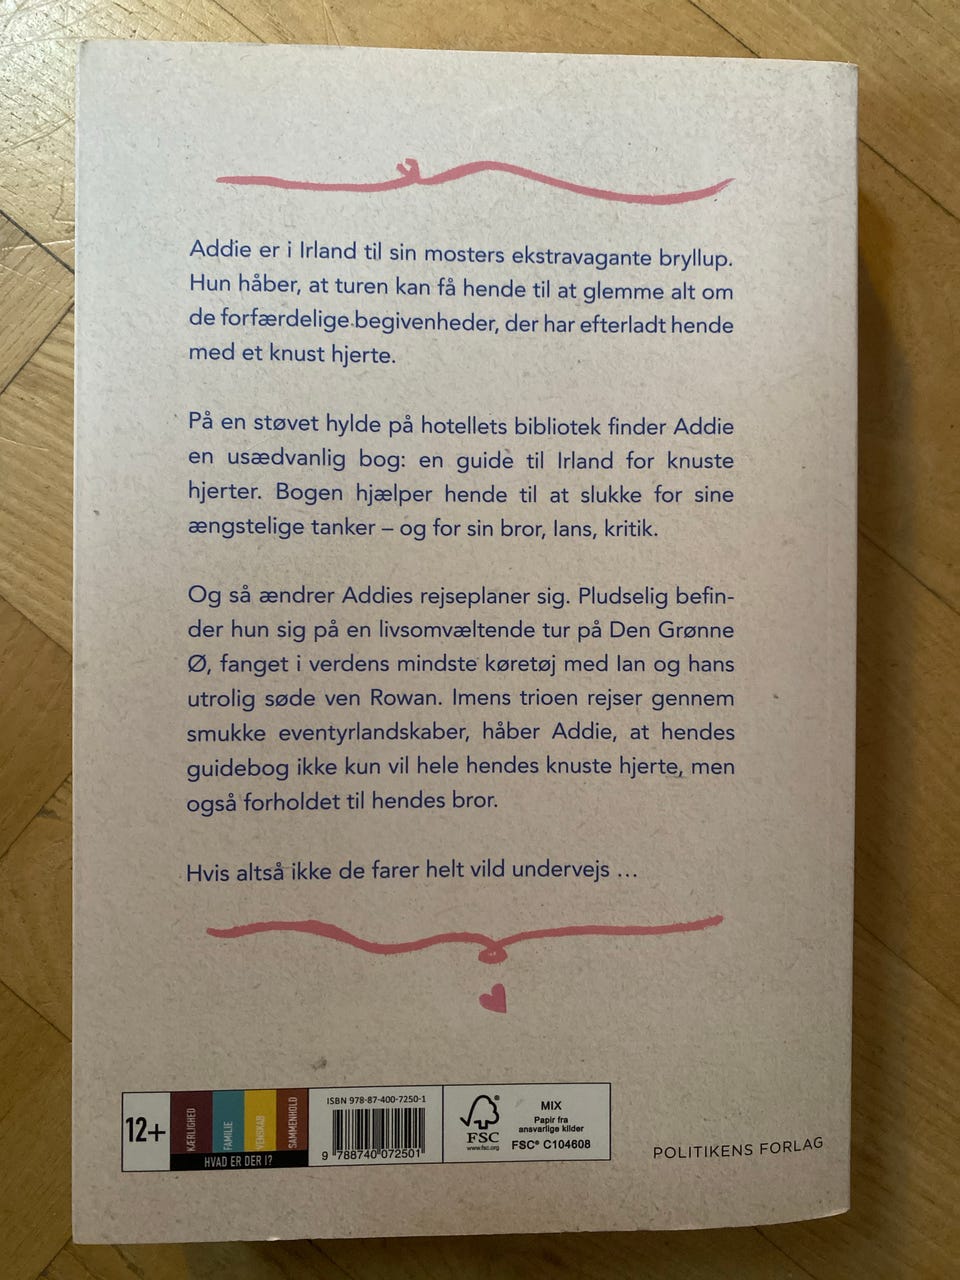 Addie er i Irland til sin mosters ekstravagante bryllup.
Hun håber, at turen kan få hende til at glemme alt om
de forfærdelige begivenheder, der har efterladt hende
med et knust hjerte.
På en støvet hylde på hotellets bibliotek finder Addie
en usædvanlig bog: en guide til Irland for knuste
hjerter. Bogen hjælper hende til at slukke for sine
ængstelige tanker – og for sin bror, Ians, kritik.
Og så ændrer Addies rejseplaner sig. Pludselig befin-
der hun sig på en livsomvæltende tur på Den Grønne
Ø, fanget i verdens mindste køretøj med Ian og hans
utrolig søde ven Rowan. Imens trioen rejser gennem
smukke eventyrlandskaber, håber Addie, at hendes
guidebog ikke kun vil hele hendes knuste hjerte, men
også forholdet til hendes bror.
Hvis altså ikke de farer helt vild undervejs ...
12+
KÆRLIGHED
FAMILIE
VENSKAB
SAMMENHOLD
HVAD ER DER I?
ISBN 978-87-400-7250-1
9 788740 072501
FSC®
www.fsc.org
MIX
Papir fra
ansvarlige kilder
FSC® C104608
POLITIKENS FORLAG